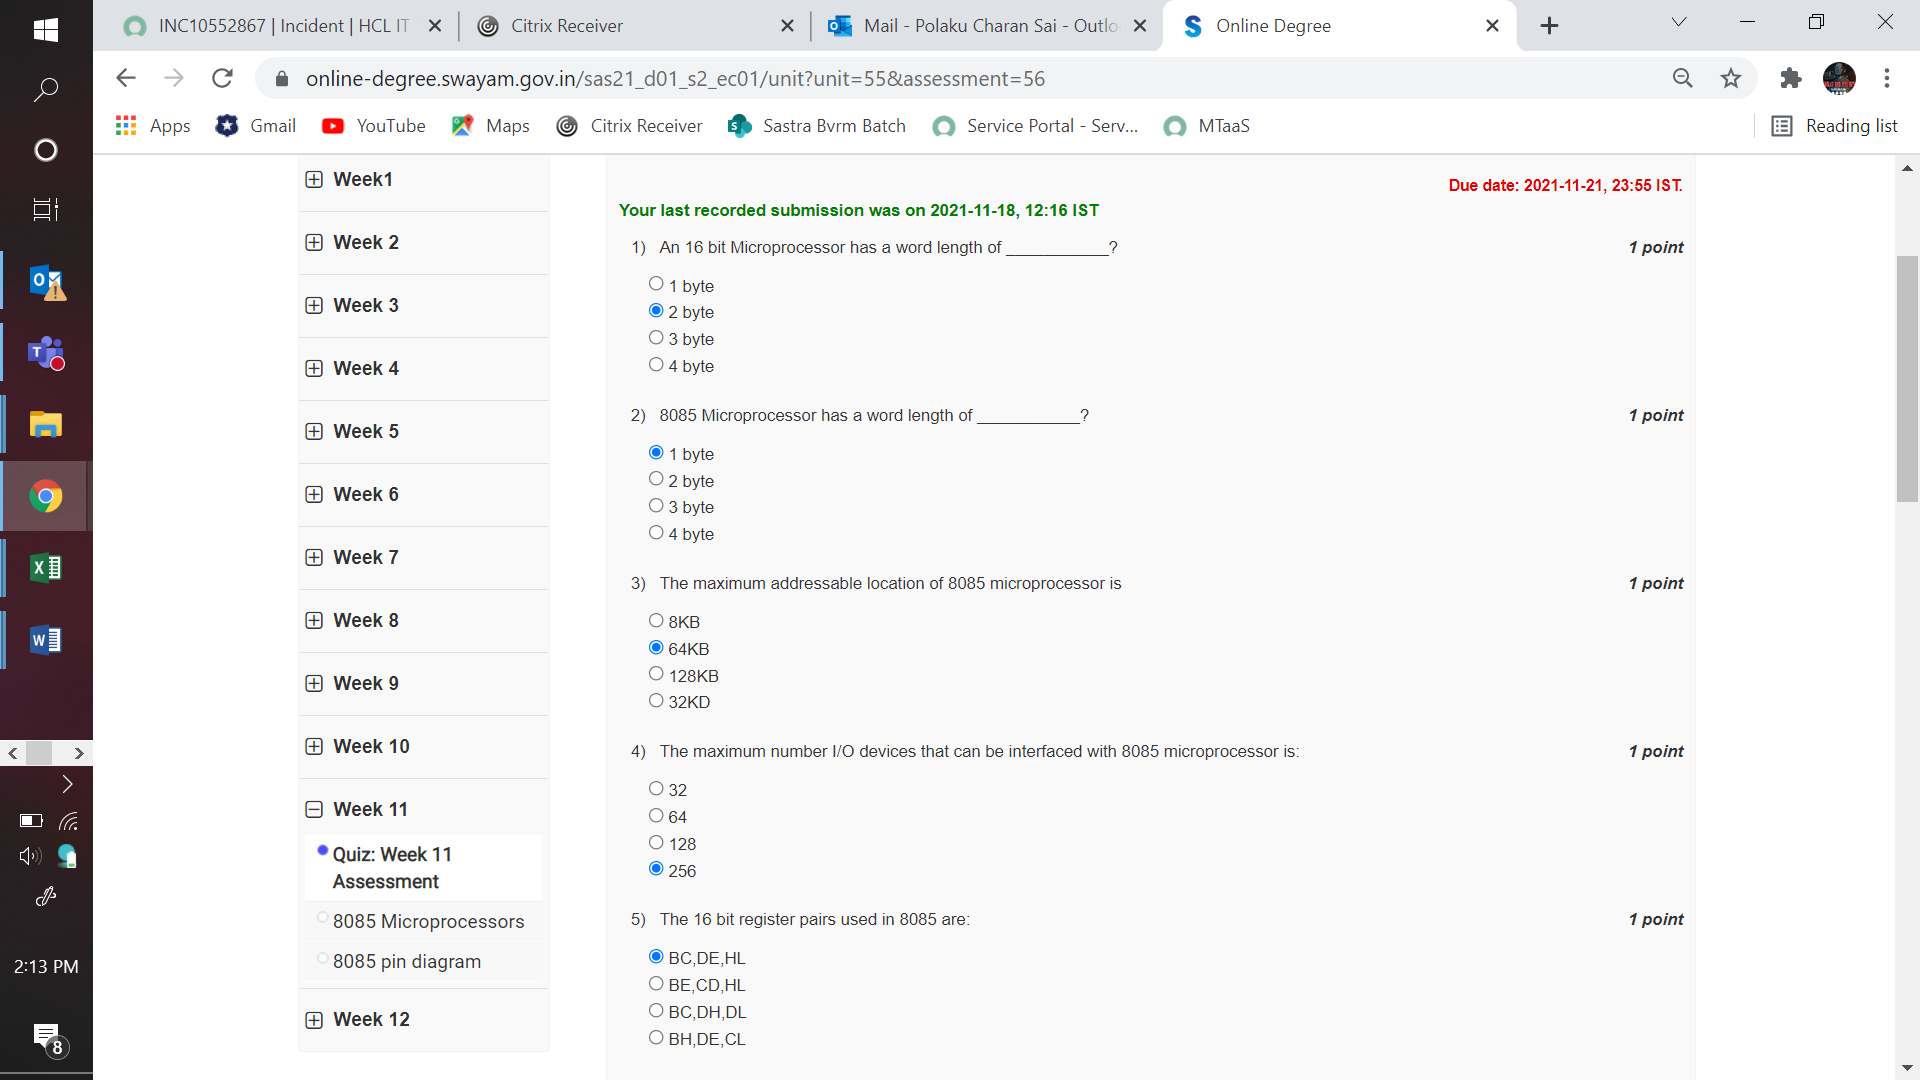 INC10552867 | Incident | HCL IT
Citrix Receiver
Mail - Polaku Charan Sai - Outlo
Online Degree
online-degree.swayam.gov.in/sas21_d01_s2_ec01/unit?unit=55&assessment=56
Apps
Gmail
YouTube
Maps
Citrix Receiver
Sastra Bvrm Batch
Service Portal - Serv...
MTaaS
Reading list
Week1
Week 2
Week 3
Week 4
Week 5
Week 6
Week 7
Week 8
Week 9
Week 10
Week 11
Quiz: Week 11
Assessment
8085 Microprocessors
8085 pin diagram
Week 12
Due date: 2021-11-21, 23:55 IST.
Your last recorded submission was on 2021-11-18, 12:16 IST
1) An 16 bit Microprocessor has a word length of ___________? 1 point
1 byte
2 byte
3 byte
4 byte
2) 8085 Microprocessor has a word length of ___________? 1 point
1 byte
2 byte
3 byte
4 byte
3) The maximum addressable location of 8085 microprocessor is 1 point
8KB
64KB
128KB
32KD
4) The maximum number I/O devices that can be interfaced with 8085 microprocessor is: 1 point
32
64
128
256
5) The 16 bit register pairs used in 8085 are: 1 point
BC,DE,HL
BE,CD,HL
BC,DH,DL
BH,DE,CL
2:13 PM
8